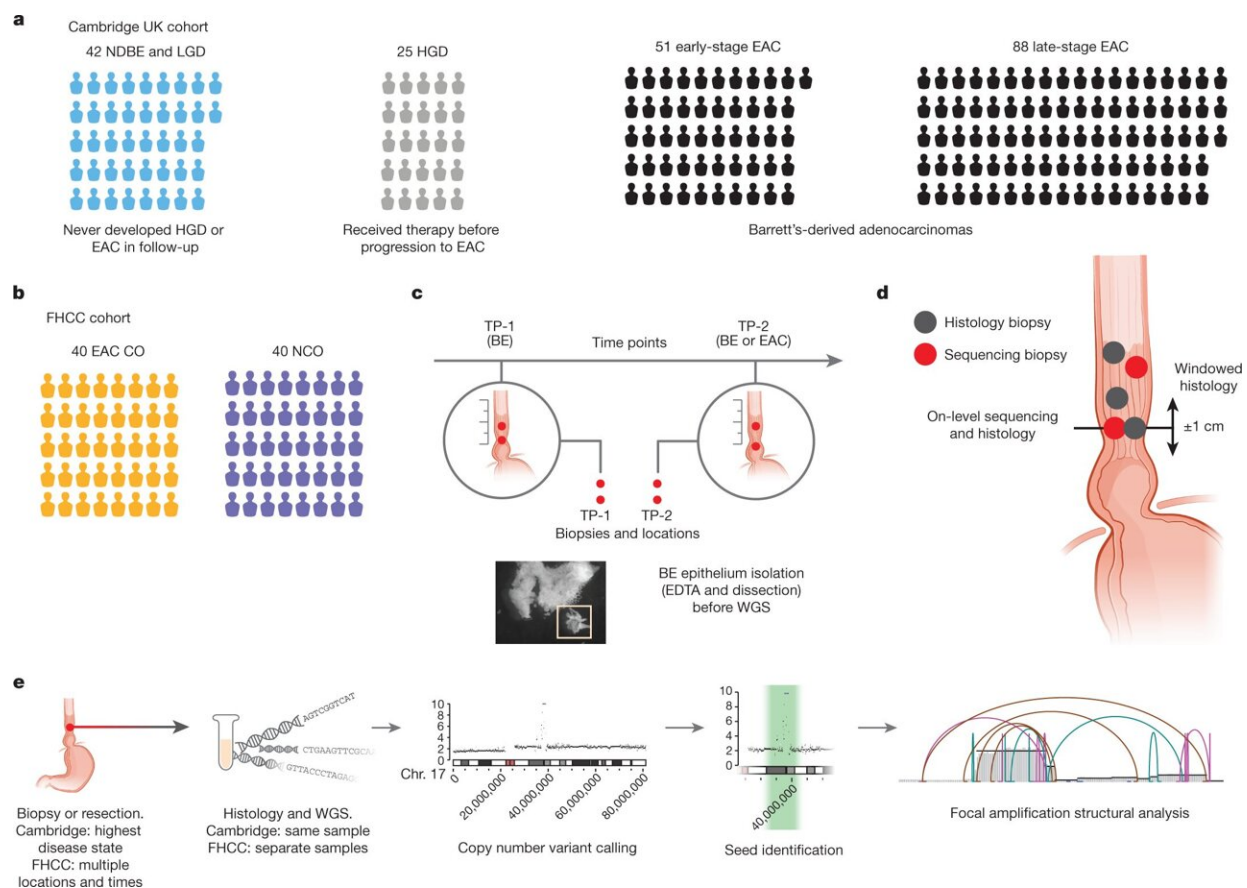 a
Cambridge UK cohort
42 NDBE and LGD
25 HGD
51 early-stage EAC
88 late-stage EAC
Never developed HGD or
EAC in follow-up
Received therapy before
progression to EAC
Barrett's-derived adenocarcinomas
b
FHCC cohort
40 EAC CO
40 NCO
c
TP-1
(BE)
Time points
TP-2
(BE or EAC)
TP-1
TP-2
Biopsies and locations
BE epithelium isolation
(EDTA and dissection)
before WGS
d
Histology biopsy
Sequencing biopsy
Windowed
histology
On-level sequencing
and histology
±1 cm
e
Biopsy or resection.
Cambridge: highest
disease state
FHCC: multiple
locations and times
AGTCGGTCAT
CTGAAGTTCGCA
GTTACCCTAGAG
Histology and WGS.
Cambridge: same sample
FHCC: separate samples
10
8
6
4
2
0
Chr. 17
0
20,000,000
40,000,000
60,000,000
80,000,000
Copy number variant calling
10
8
6
4
2
0
40,000,000
Seed identification
Focal amplification structural analysis